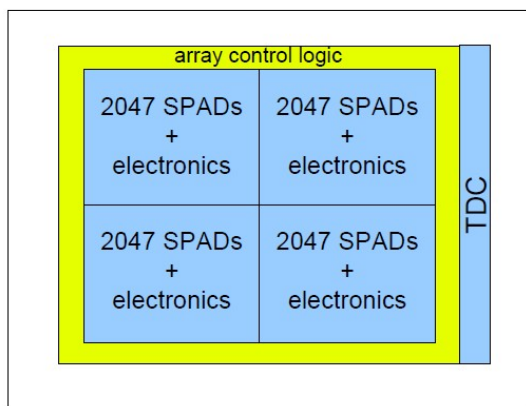 array control logic
2047 SPADs
+
electronics
2047 SPADs
+
electronics
TDC
2047 SPADs
+
electronics
2047 SPADs
+
electronics